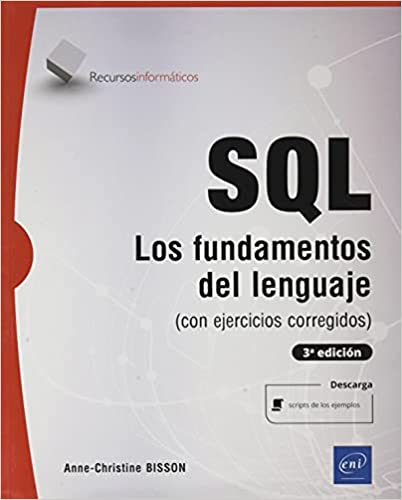 Recursosinformáticos
SQL
Los fundamentos
del lenguaje
(con ejercicios corregidos)
3ª edición
Descarga
scripts de los ejemplos
Anne-Christine BISSON
eni